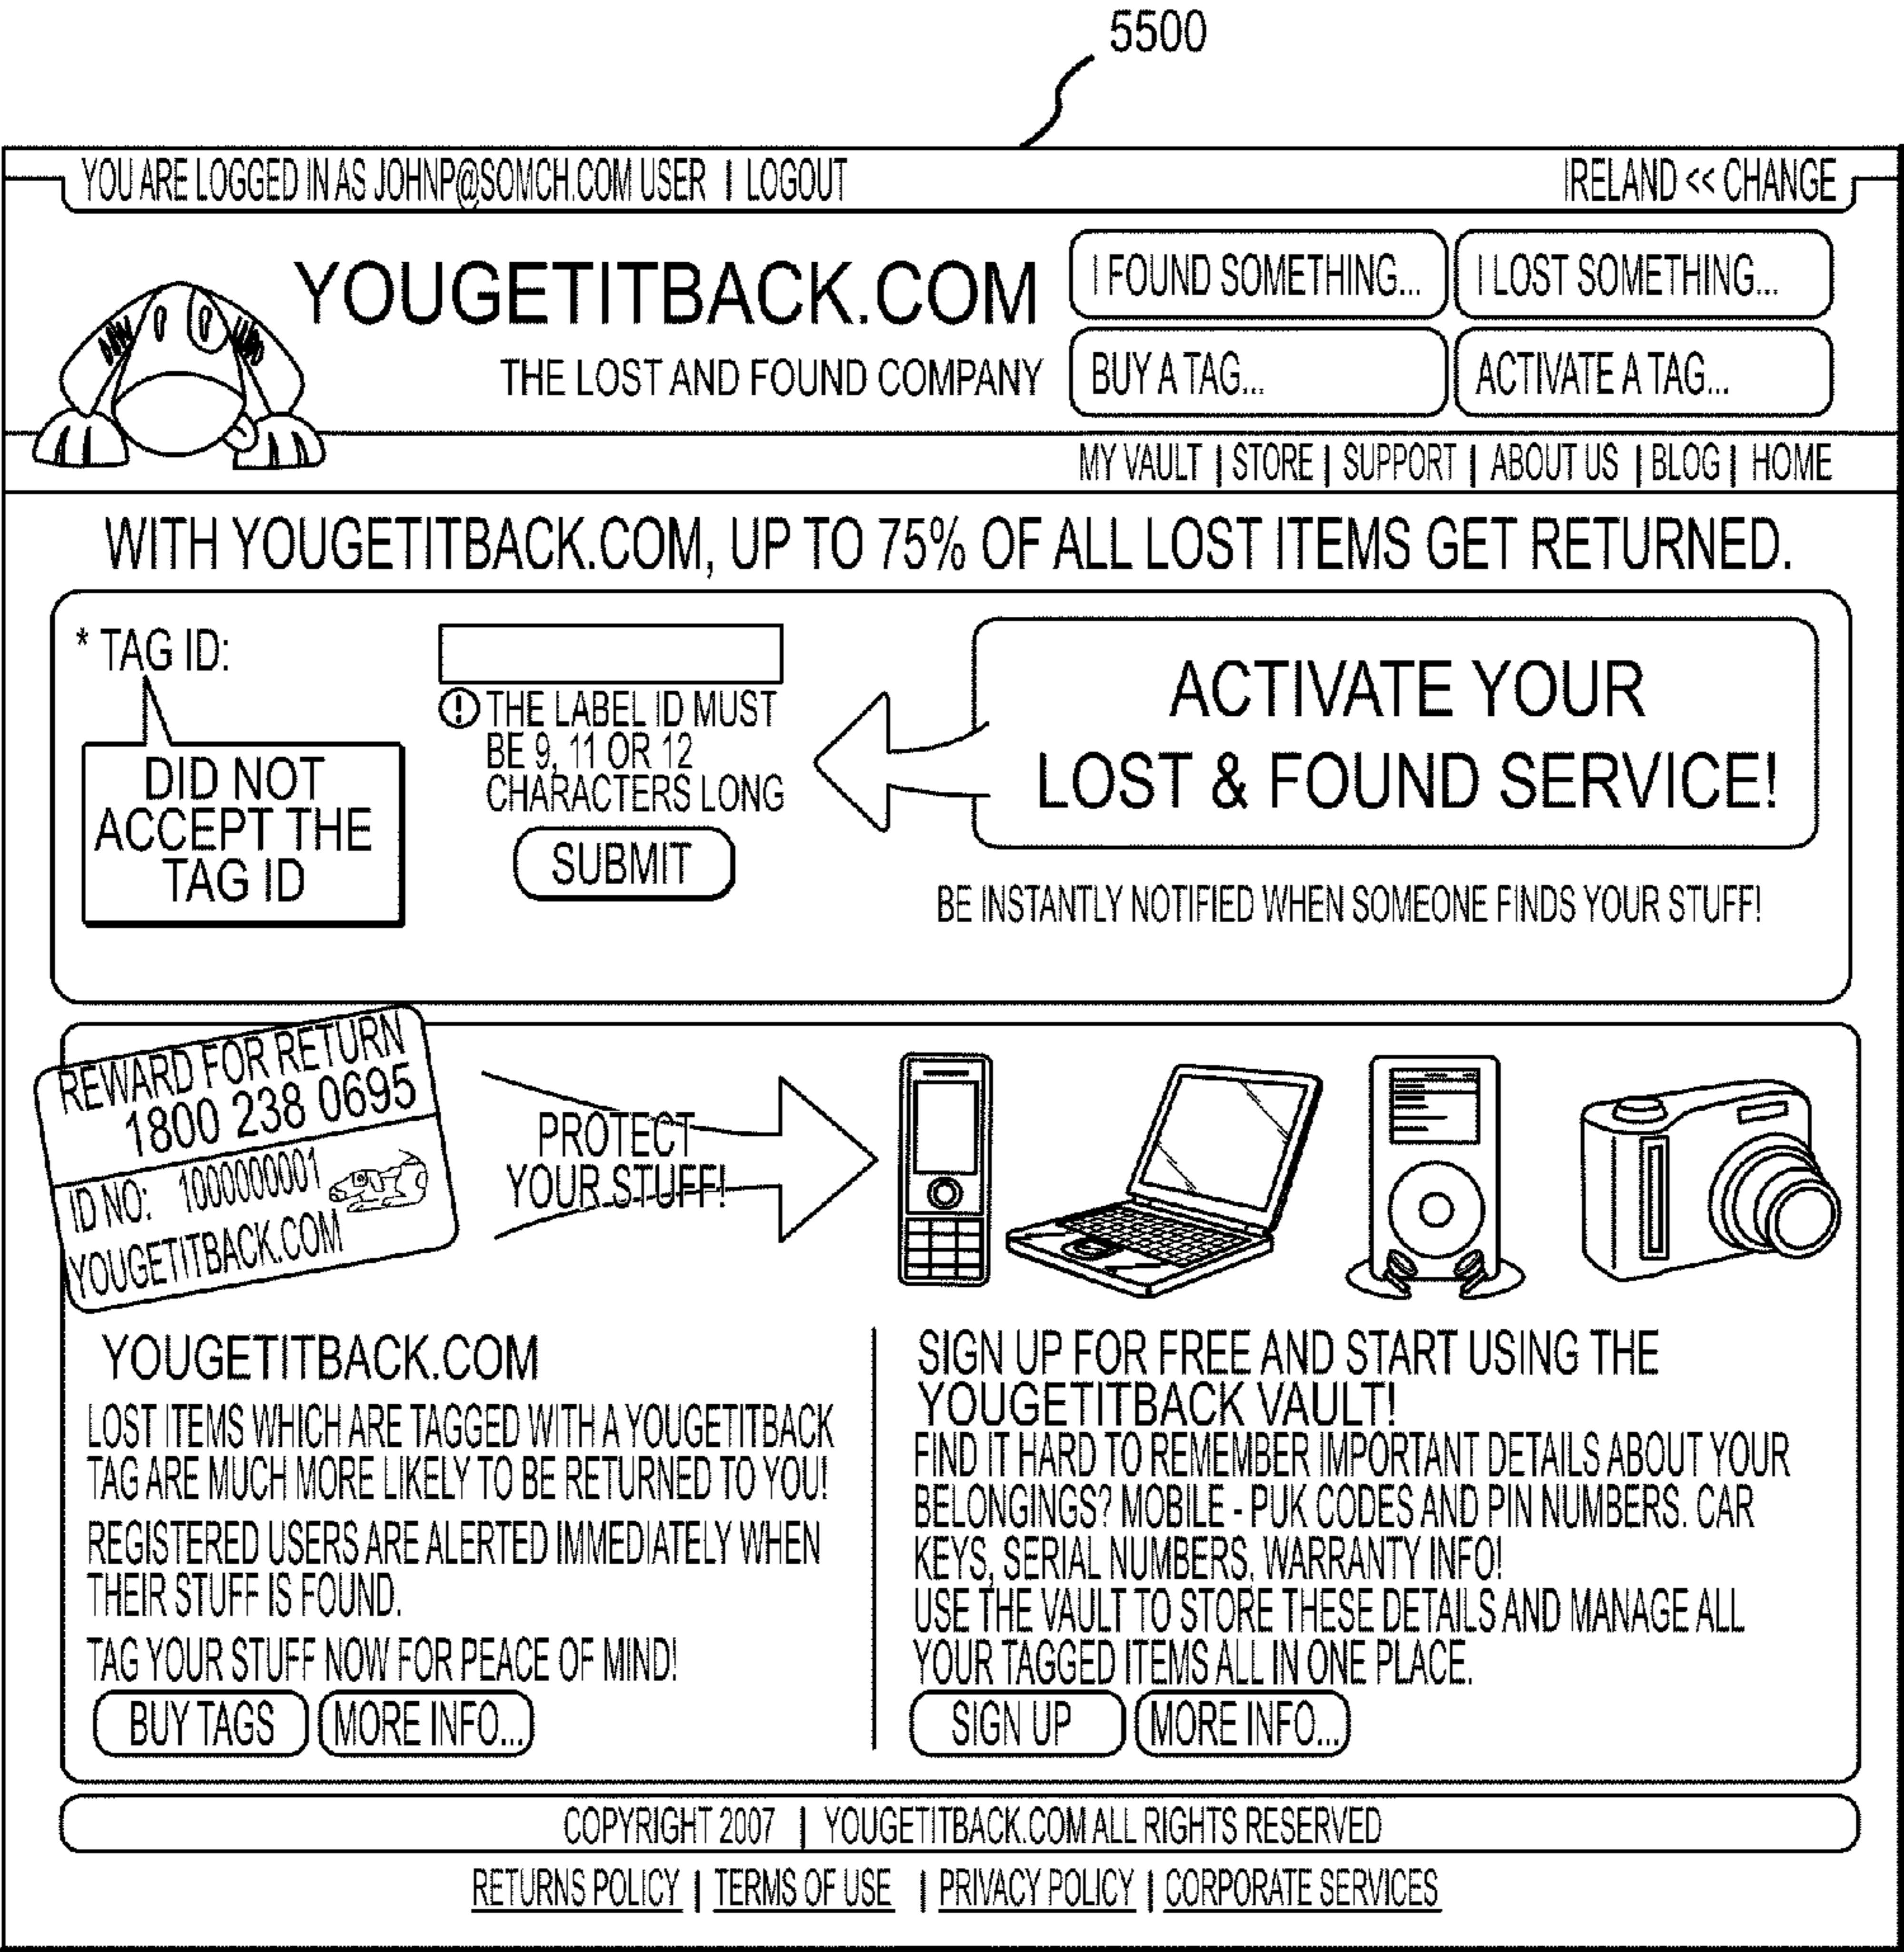 5500
YOU ARE LOGGED IN AS JOHNP@SOMCH.COM USER | LOGOUT
IRELAND << CHANGE
YOUGETITBACK.COM
THE LOST AND FOUND COMPANY
I FOUND SOMETHING...
I LOST SOMETHING...
BUY A TAG...
ACTIVATE A TAG...
MY VAULT | STORE | SUPPORT | ABOUT US | BLOG | HOME
WITH YOUGETITBACK.COM, UP TO 75% OF ALL LOST ITEMS GET RETURNED.
* TAG ID:
DID NOT
ACCEPT THE
TAG ID
THE LABEL ID MUST
BE 9, 11 OR 12
CHARACTERS LONG
SUBMIT
ACTIVATE YOUR
LOST & FOUND SERVICE!
BE INSTANTLY NOTIFIED WHEN SOMEONE FINDS YOUR STUFF!
REWARD FOR RETURN
1800 238 0695
ID NO: 1000000001
YOUGETITBACK.COM
PROTECT
YOUR STUFF!
YOUGETITBACK.COM
LOST ITEMS WHICH ARE TAGGED WITH A YOUGETITBACK
TAG ARE MUCH MORE LIKELY TO BE RETURNED TO YOU!
REGISTERED USERS ARE ALERTED IMMEDIATELY WHEN
THEIR STUFF IS FOUND.
TAG YOUR STUFF NOW FOR PEACE OF MIND!
BUY TAGS
MORE INFO...
SIGN UP FOR FREE AND START USING THE
YOUGETITBACK VAULT!
FIND IT HARD TO REMEMBER IMPORTANT DETAILS ABOUT YOUR
BELONGINGS? MOBILE - PUK CODES AND PIN NUMBERS. CAR
KEYS, SERIAL NUMBERS, WARRANTY INFO!
USE THE VAULT TO STORE THESE DETAILS AND MANAGE ALL
YOUR TAGGED ITEMS ALL IN ONE PLACE.
SIGN UP
MORE INFO...
COPYRIGHT 2007 | YOUGETITBACK.COM ALL RIGHTS RESERVED
RETURNS POLICY | TERMS OF USE | PRIVACY POLICY | CORPORATE SERVICES